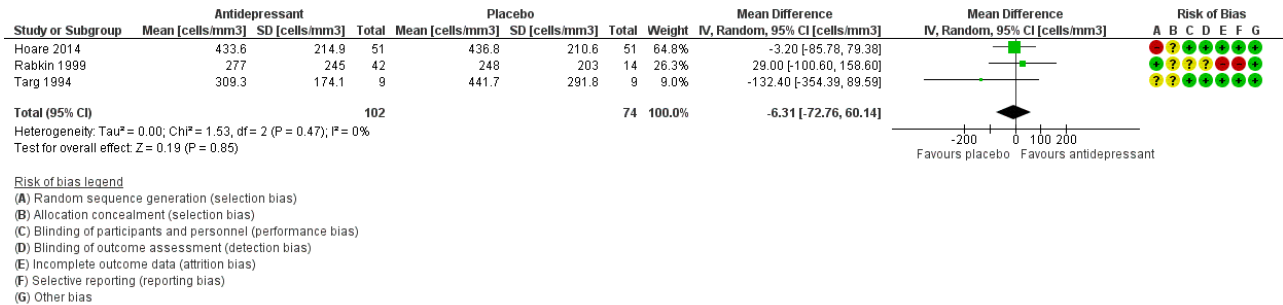 Antidepressant Placebo Mean Difference Mean Difference Risk of Bias
Study or Subgroup Mean [cells/mm3] SD [cells/mm3] Total Mean [cells/mm3] SD [cells/mm3] Total Weight IV, Random, 95% CI [cells/mm3] IV, Random, 95% CI [cells/mm3] A B C D E F G
Hoare 2014 433.6 214.9 51 436.8 210.6 51 64.8% -3.20 [-85.78, 79.38] - ? + + + + +
Rabkin 1999 277 245 42 248 203 14 26.3% 29.00 [-100.60, 158.60] + ? ? ? - - +
Targ 1994 309.3 174.1 9 441.7 291.8 9 9.0% -132.40 [-354.39, 89.59] ? ? + + + + +
Total (95% CI) 102 74 100.0% -6.31 [-72.76, 60.14]
Heterogeneity: Tau² = 0.00; Chi² = 1.53, df = 2 (P = 0.47); I² = 0%
Test for overall effect: Z = 0.19 (P = 0.85)
-200 0 100 200
Favours placebo Favours antidepressant
Risk of bias legend
(A) Random sequence generation (selection bias)
(B) Allocation concealment (selection bias)
(C) Blinding of participants and personnel (performance bias)
(D) Blinding of outcome assessment (detection bias)
(E) Incomplete outcome data (attrition bias)
(F) Selective reporting (reporting bias)
(G) Other bias